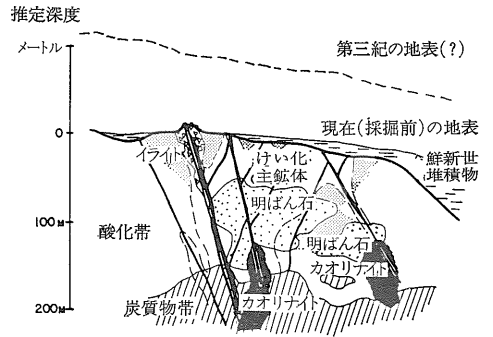 推定深度
メートル
第三紀の地表(?)
0
現在(採掘前)の地表
イライト
けい化
主鉱体
鮮新世
堆積物
明ばん石
100M
酸化帯
明ばん石
カオリナイト
炭質物帯
カオリナイト
200M